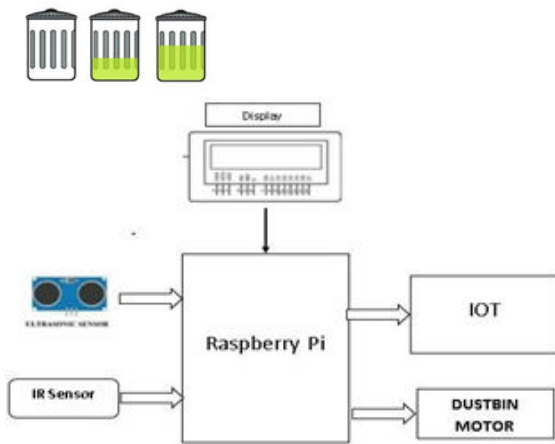 Display
ULTRASONIC SENSOR
Raspberry Pi
IOT
IR Sensor
DUSTBIN
MOTOR